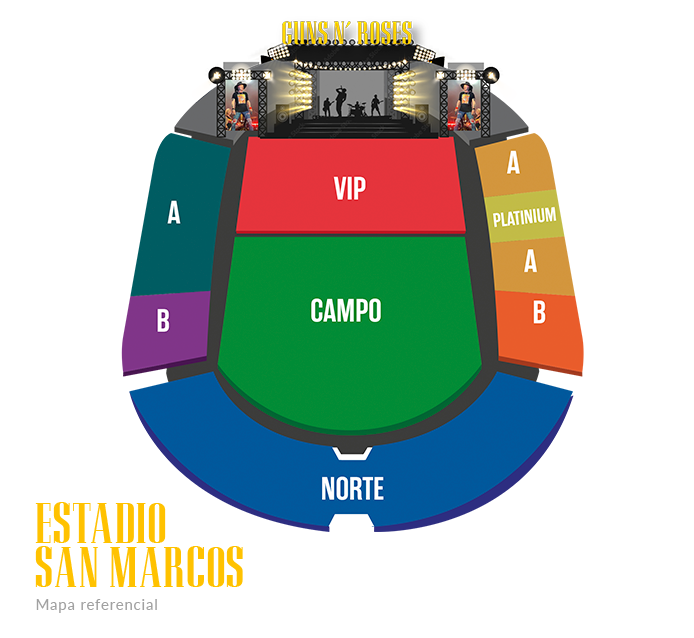 GUNS N' ROSES
VIP
A
A
PLATINIUM
A
B
B
CAMPO
NORTE
ESTADIO
SAN MARCOS
Mapa referencial